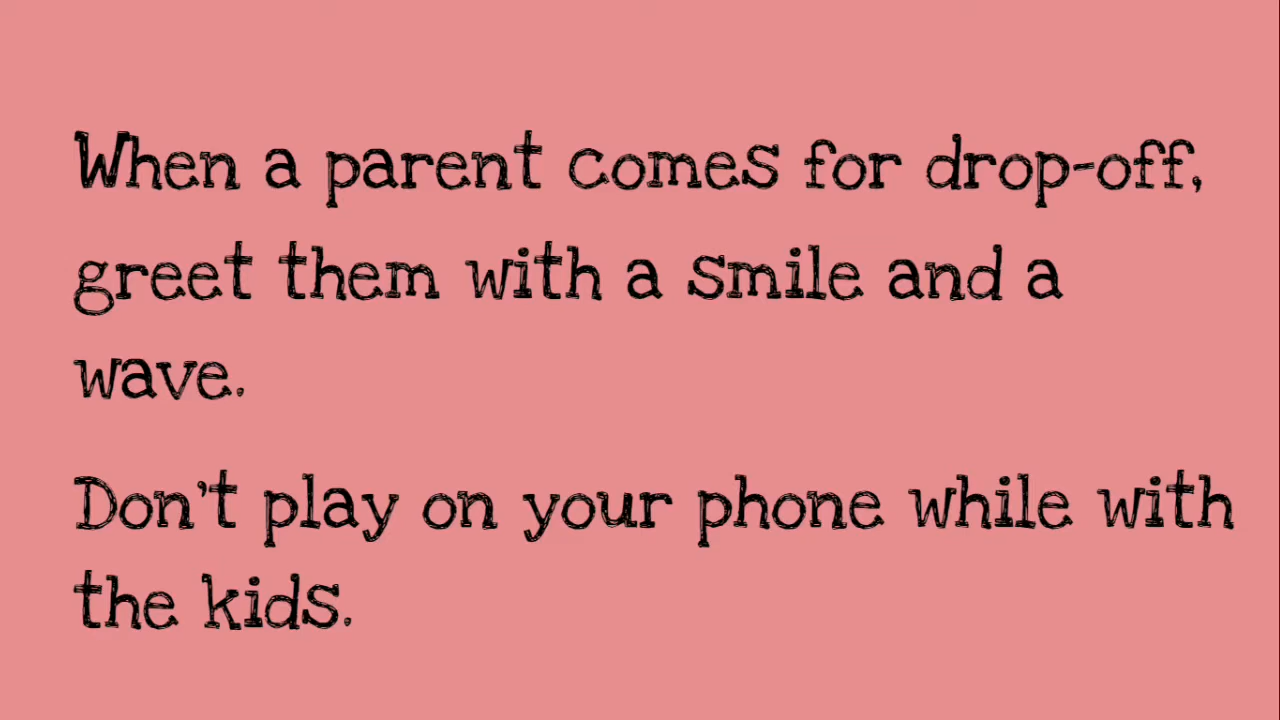 When a parent comes for drop-off,
greet them with a smile and a
wave.
Don't play on your phone while with
the kids.